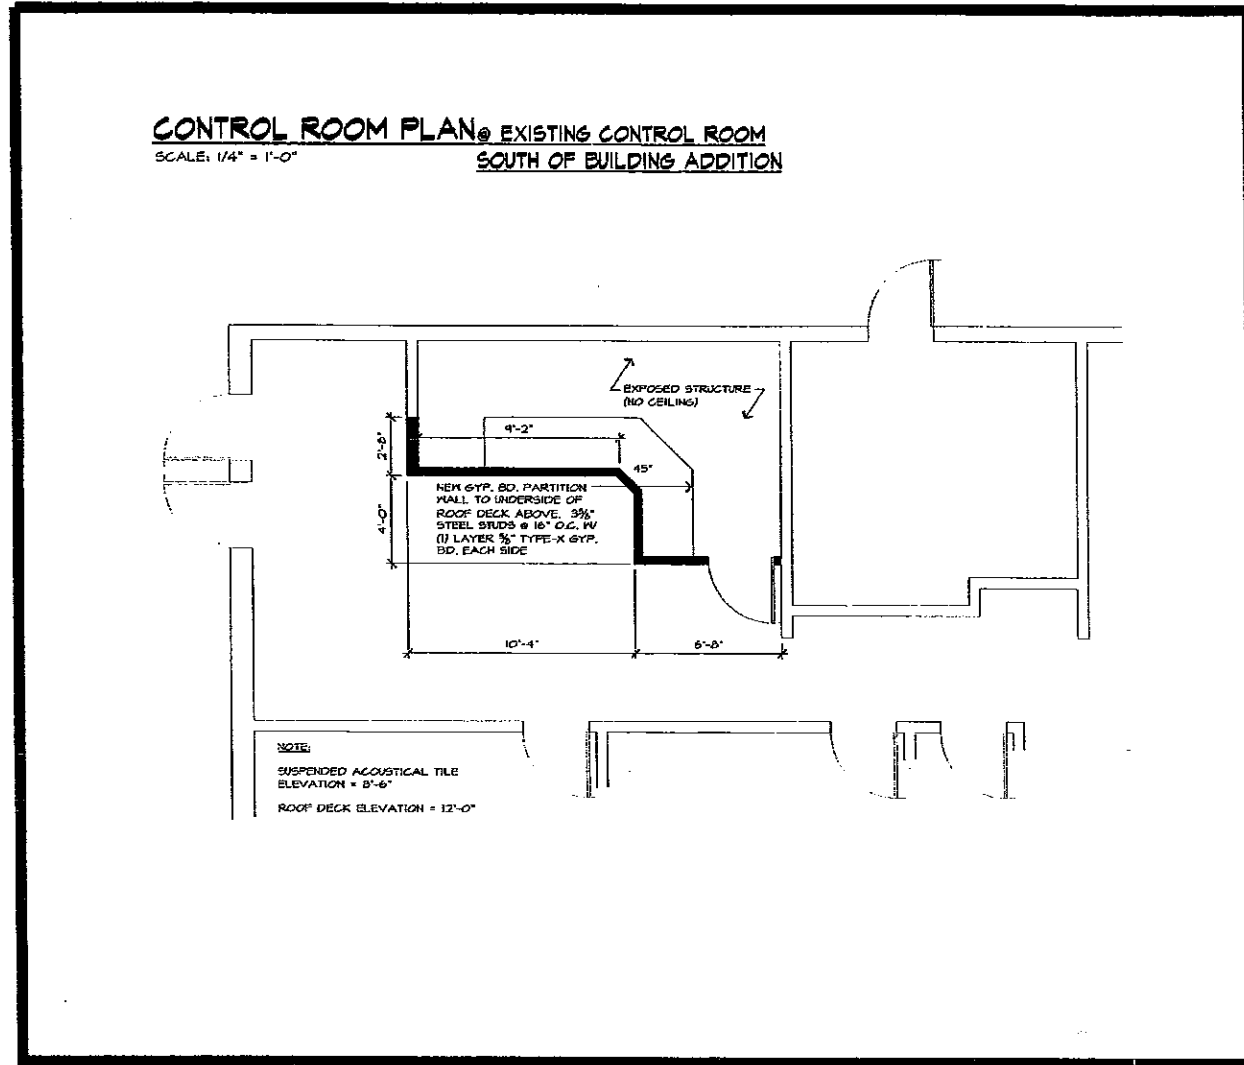 CONTROL ROOM PLAN @ EXISTING CONTROL ROOM
SCALE: 1/4" = 1'-0"
SOUTH OF BUILDING ADDITION
EXPOSED STRUCTURE
(NO CEILING)
9'-2"
2'-8"
45"
4'-0"
NEW GYP. BD. PARTITION
WALL TO UNDERSIDE OF
ROOF DECK ABOVE. 3⅝"
STEEL STUDS @ 16" O.C. W/
(1) LAYER ⅝" TYPE-X GYP.
BD. EACH SIDE
10'-4"
6'-8"
NOTE:
SUSPENDED ACOUSTICAL TILE
ELEVATION = 8'-6"
ROOF DECK ELEVATION = 12'-0"